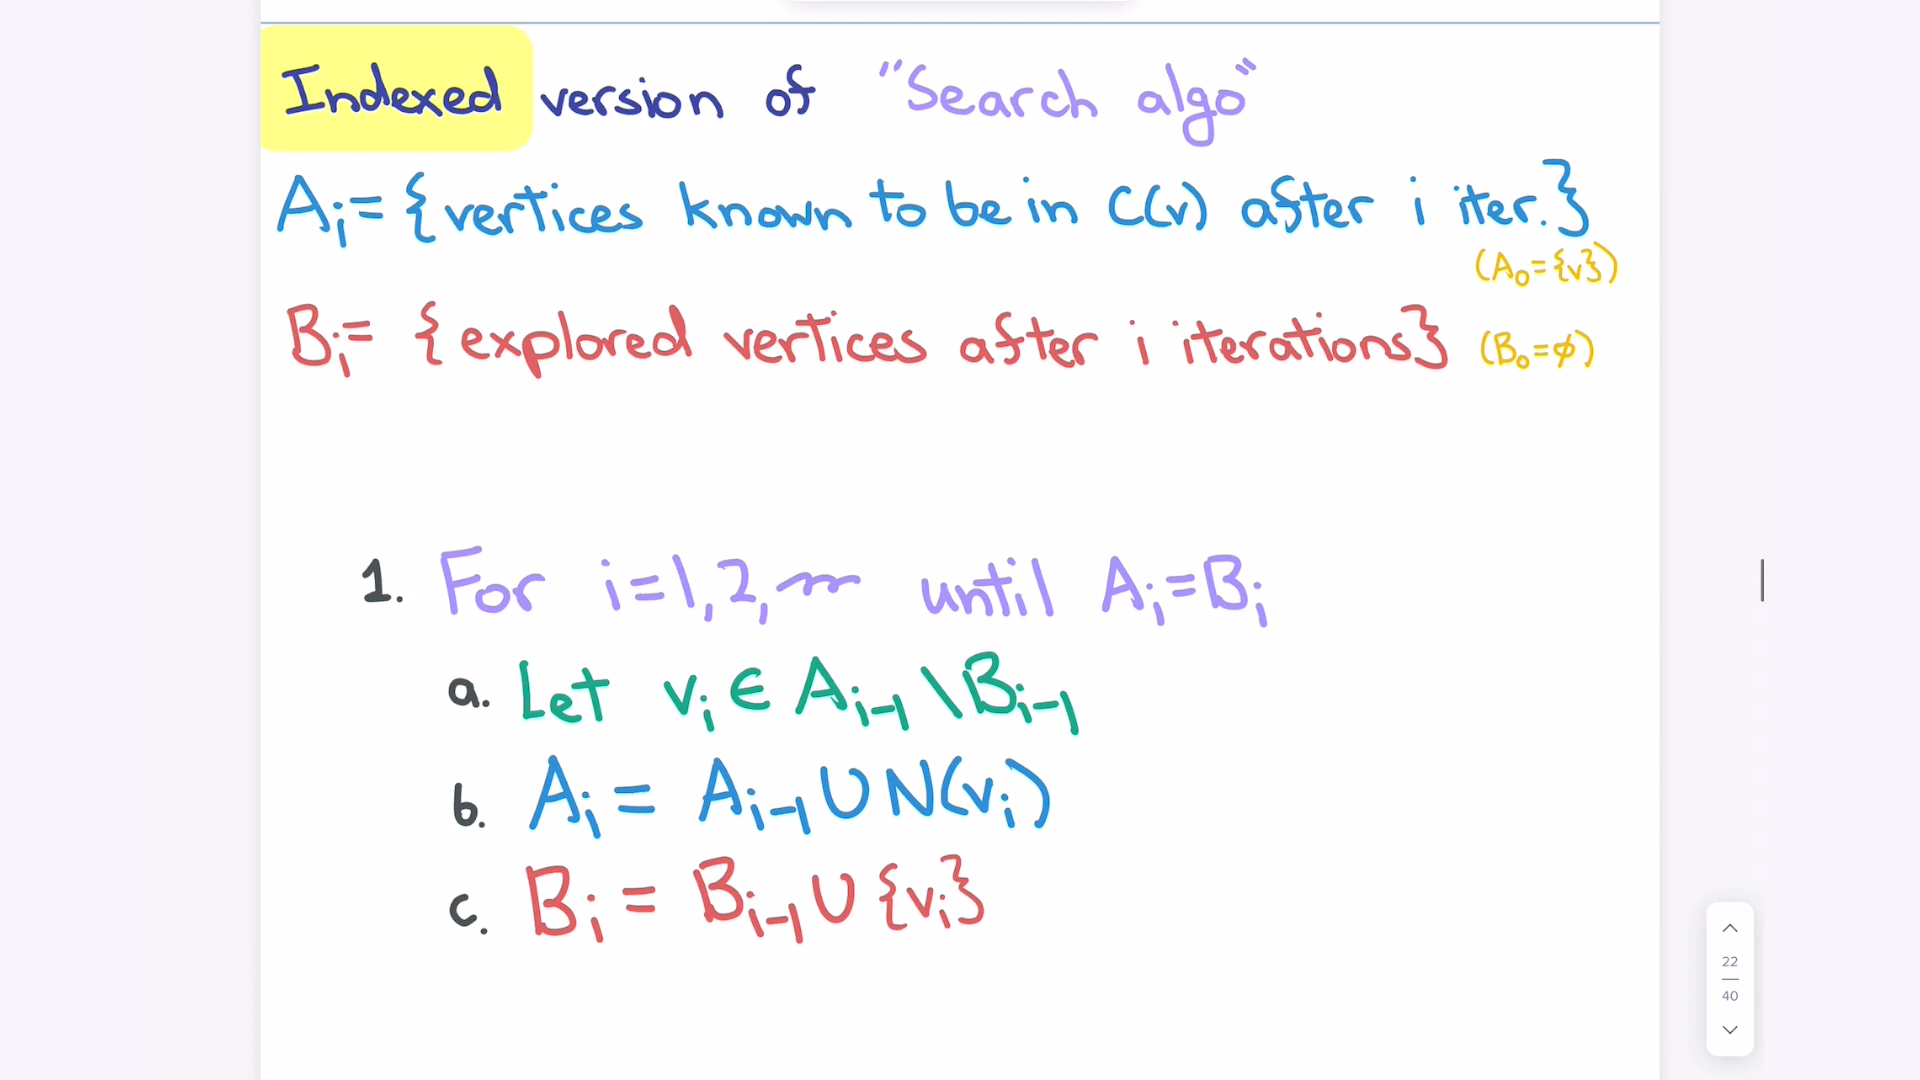 Indexed version of "Search algo"
Aᵢ = {vertices known to be in C(v) after i iter.}
(A₀={v})
Bᵢ = {explored vertices after i iterations} (B₀=∅)
1. For i=1,2,... until Aᵢ=Bᵢ
a. Let vᵢ ∈ Aᵢ₋₁ \ Bᵢ₋₁
b. Aᵢ = Aᵢ₋₁ ∪ N(vᵢ)
c. Bᵢ = Bᵢ₋₁ ∪ {vᵢ}
22
40